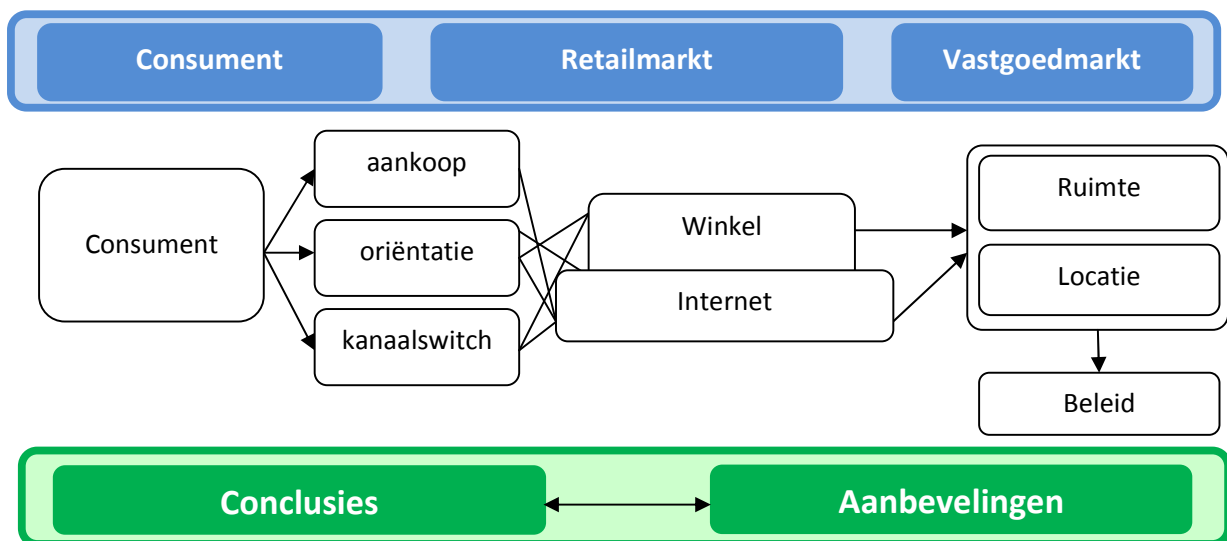 Consument
Retailmarkt
Vastgoedmarkt
Consument
aankoop
oriëntatie
kanaalswitch
Winkel
Internet
Ruimte
Locatie
Beleid
Conclusies
Aanbevelingen